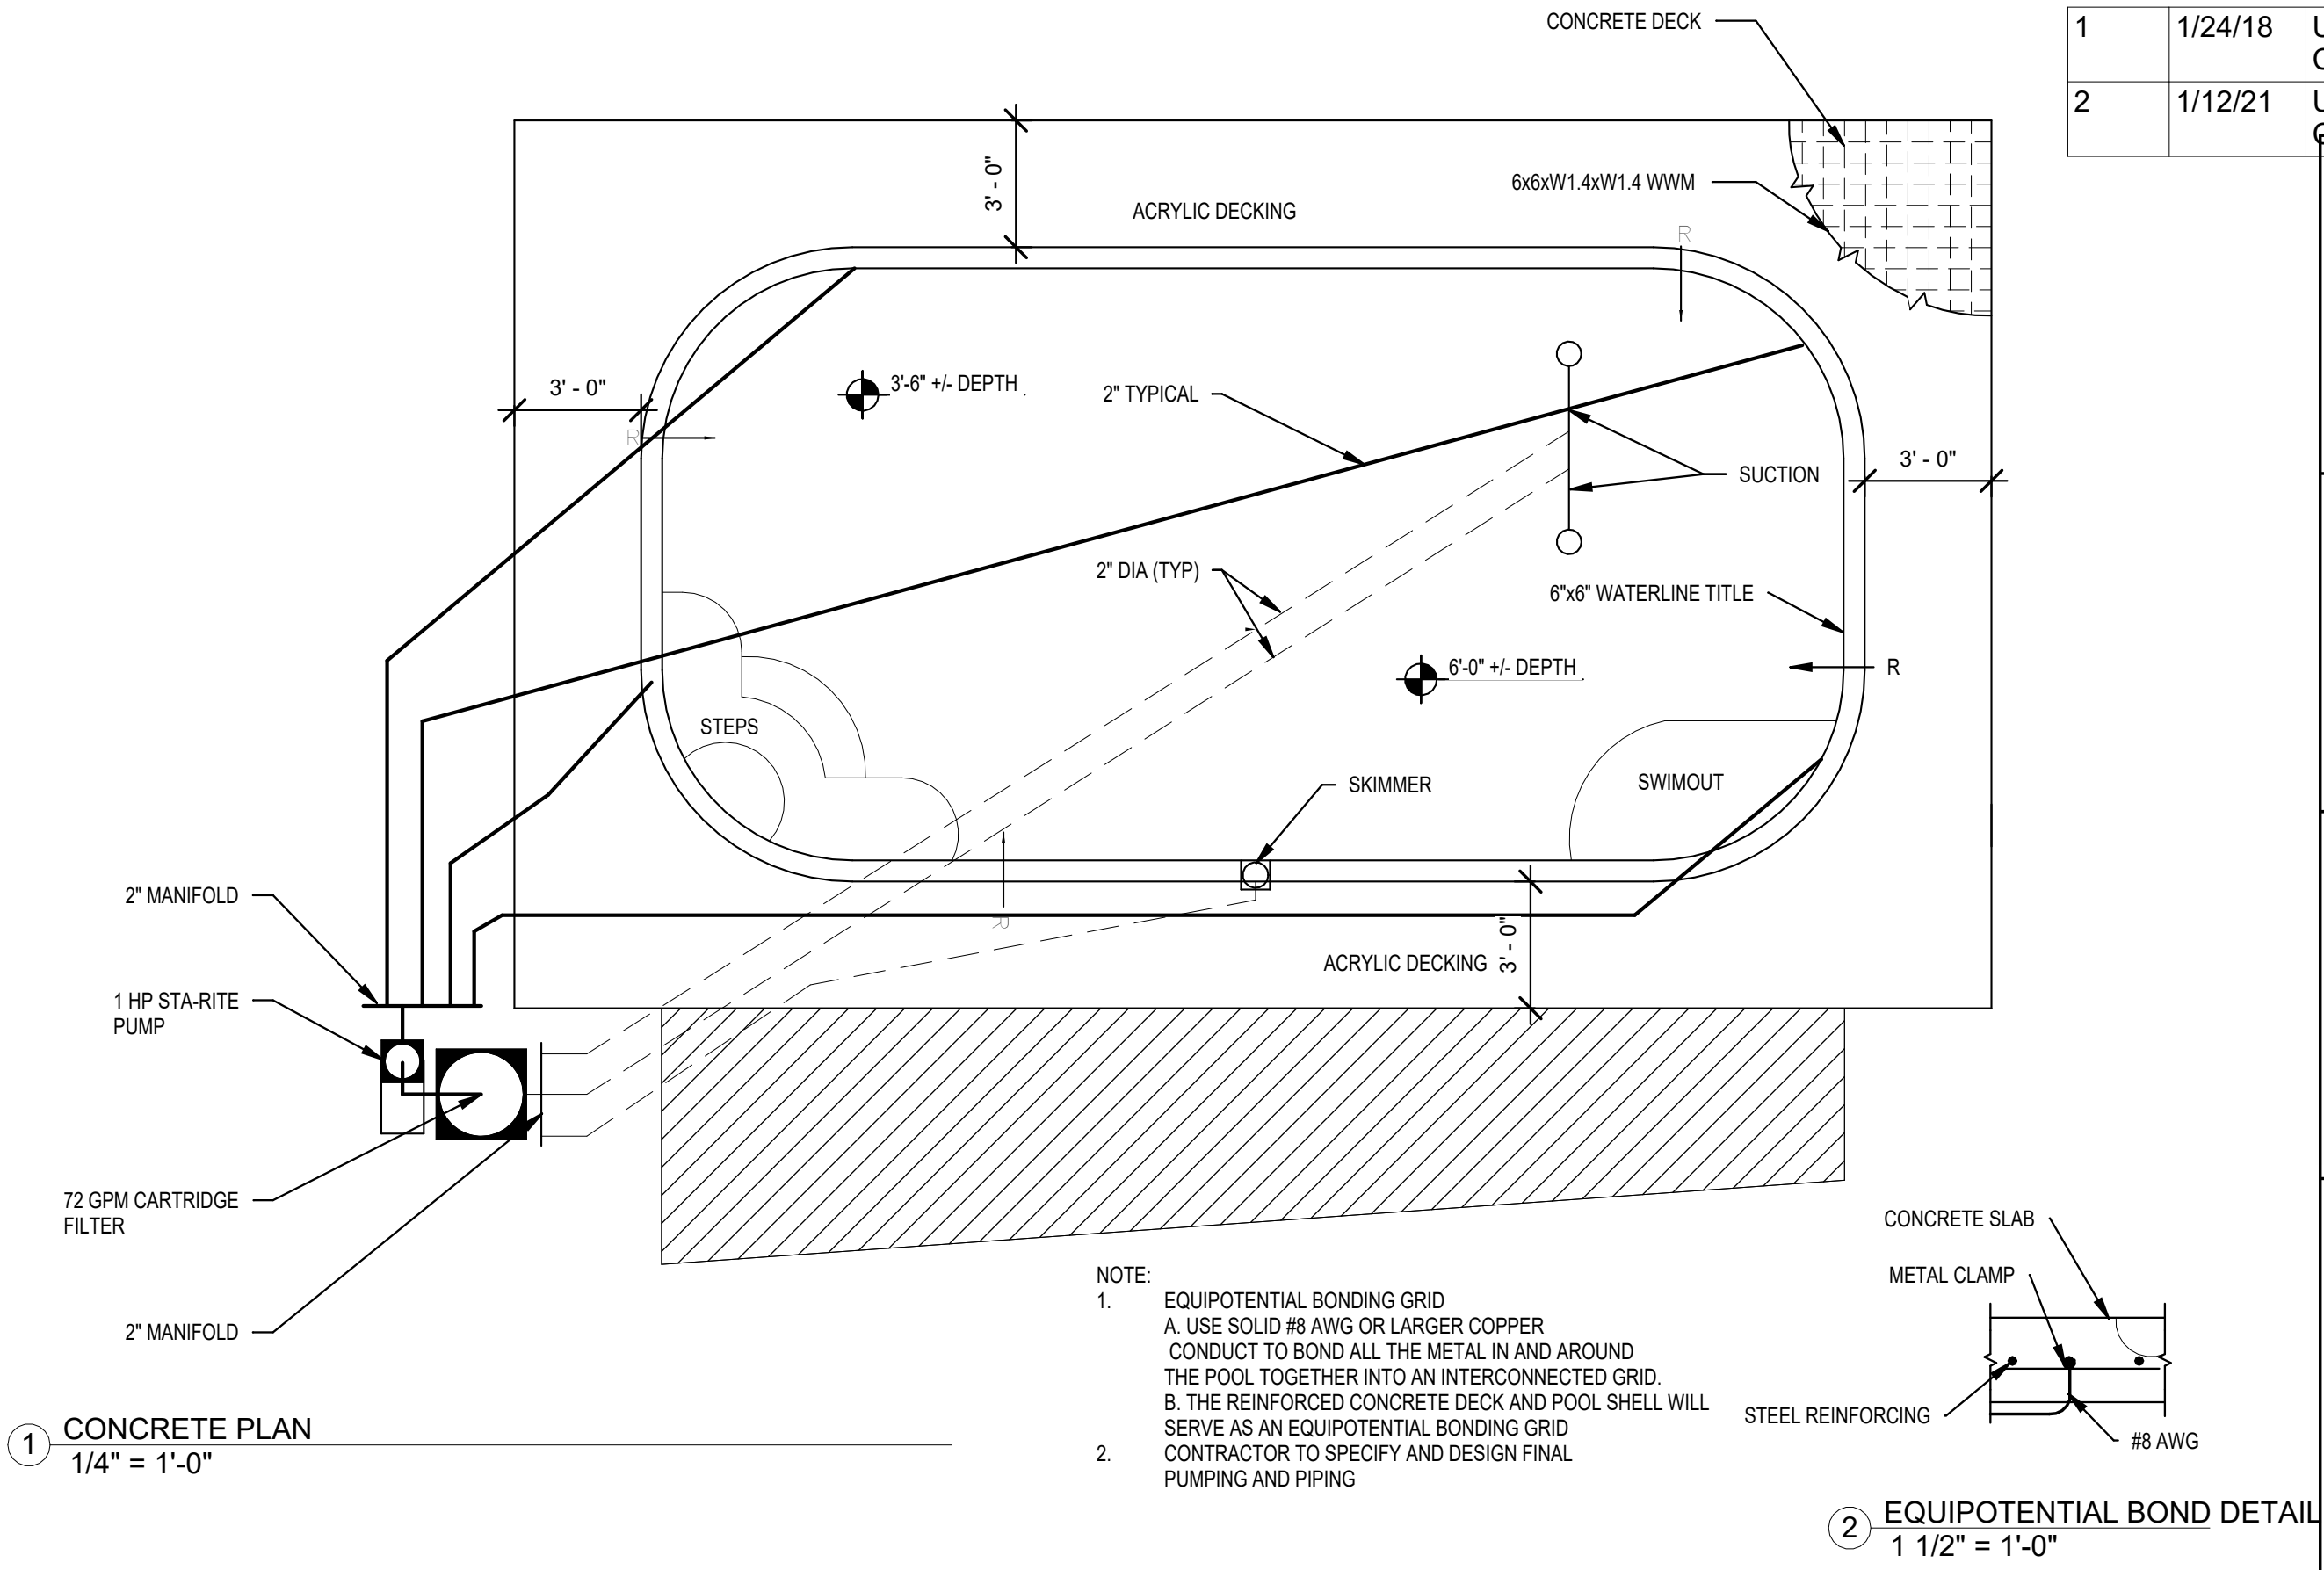 CONCRETE DECK
1 1/24/18
2 1/12/21
3' - 0"
6x6xW1.4xW1.4 WWM
ACRYLIC DECKING
R
3' - 0"
3'-6" +/- DEPTH
2" TYPICAL
R
3' - 0"
SUCTION
2" DIA (TYP)
6"x6" WATERLINE TITLE
6'-0" +/- DEPTH
R
STEPS
SKIMMER
SWIMOUT
2" MANIFOLD
R
3' - 0"
ACRYLIC DECKING
1 HP STA-RITE
PUMP
72 GPM CARTRIDGE
FILTER
2" MANIFOLD
NOTE:
1. EQUIPOTENTIAL BONDING GRID
A. USE SOLID #8 AWG OR LARGER COPPER
CONDUCT TO BOND ALL THE METAL IN AND AROUND
THE POOL TOGETHER INTO AN INTERCONNECTED GRID.
B. THE REINFORCED CONCRETE DECK AND POOL SHELL WILL
SERVE AS AN EQUIPOTENTIAL BONDING GRID
2. CONTRACTOR TO SPECIFY AND DESIGN FINAL
PUMPING AND PIPING
CONCRETE SLAB
METAL CLAMP
STEEL REINFORCING
#8 AWG
1 CONCRETE PLAN
1/4" = 1'-0"
2 EQUIPOTENTIAL BOND DETAIL
1 1/2" = 1'-0"